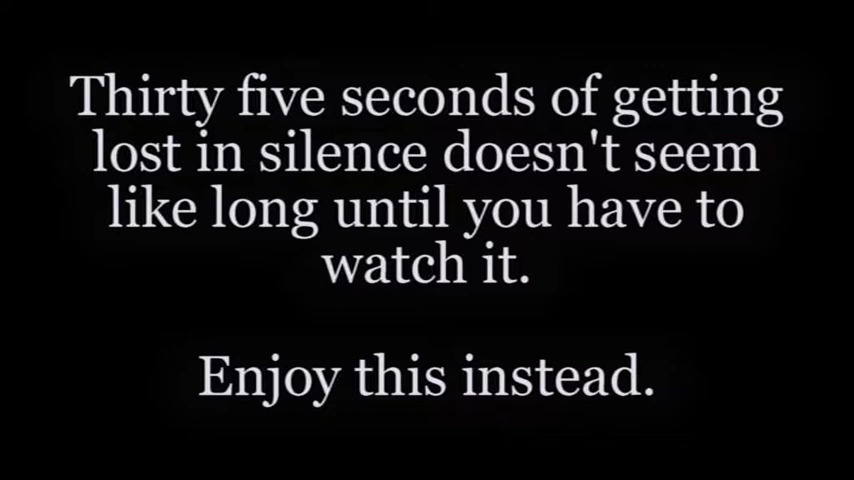 Thirty five seconds of getting
lost in silence doesn't seem
like long until you have to
watch it.
Enjoy this instead.